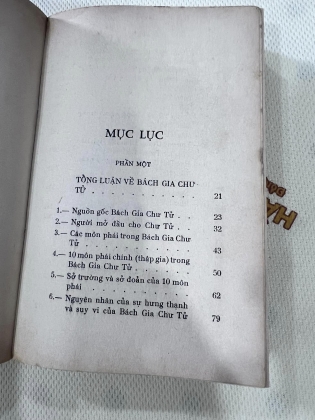 MỤC LỤC
PHẦN MỘT
TỔNG LUẬN VỀ BÁCH GIA CHƯ
TỬ . . . . . . . . . . 21
1.— Nguồn gốc Bách Gia Chư Tử . . 23
2.— Người mở đầu cho Chư Tử . . 32
3.— Các môn phái trong Bách Gia Chư
Tử . . . . . . . . . . 43
4.— 10 môn phái chính (thập gia) trong
Bách Gia Chư Tử . . . . . 50
5.— Sở trường và sở đoản của 10 môn
phái . . . . . . . . . 62
6.— Nguyên nhân của sự hưng thạnh
và suy vi của Bách Gia Chư Tử 79